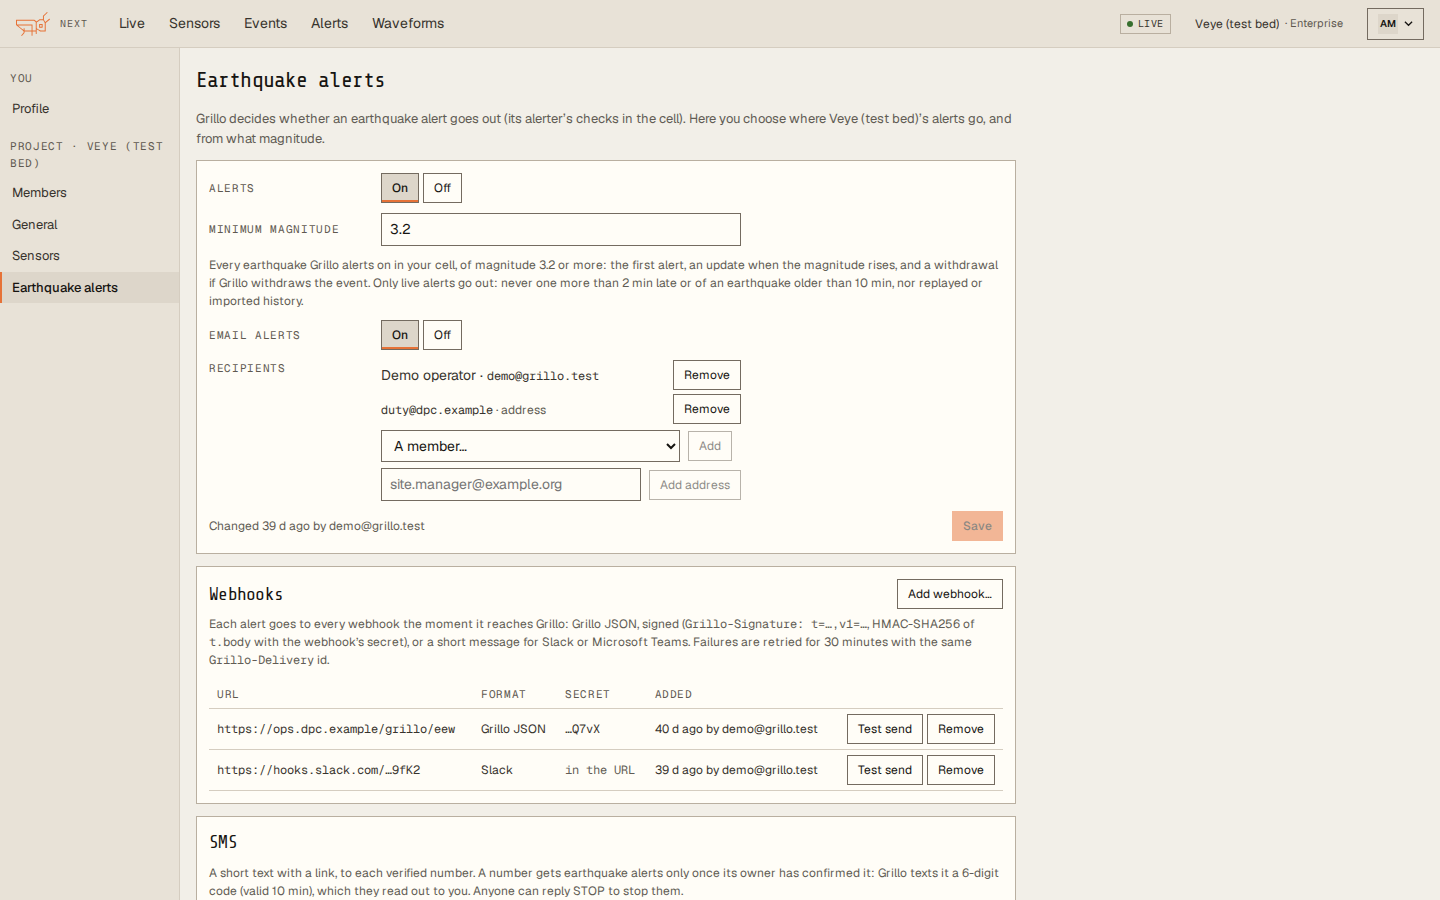 NEXT
Live
Sensors
Events
Alerts
Waveforms
LIVE
Veye (test bed) · Enterprise
AM
YOU
Profile
PROJECT · VEYE (TEST
BED)
Members
General
Sensors
Earthquake alerts
Earthquake alerts
Grillo decides whether an earthquake alert goes out (its alerter's checks in the cell). Here you choose where Veye (test bed)'s alerts go, and
from what magnitude.
ALERTS
On
Off
MINIMUM MAGNITUDE
3.2
Every earthquake Grillo alerts on in your cell, of magnitude 3.2 or more: the first alert, an update when the magnitude rises, and a withdrawal
if Grillo withdraws the event. Only live alerts go out: never one more than 2 min late or of an earthquake older than 10 min, nor replayed or
imported history.
EMAIL ALERTS
On
Off
RECIPIENTS
Demo operator · demo@grillo.test
Remove
duty@dpc.example · address
Remove
A member…
Add
site.manager@example.org
Add address
Changed 39 d ago by demo@grillo.test
Save
Webhooks
Add webhook…
Each alert goes to every webhook the moment it reaches Grillo: Grillo JSON, signed (Grillo-Signature: t=…,v1=…, HMAC-SHA256 of
t.body with the webhook's secret), or a short message for Slack or Microsoft Teams. Failures are retried for 30 minutes with the same
Grillo-Delivery id.
URL FORMAT SECRET ADDED
https://ops.dpc.example/grillo/eew Grillo JSON …Q7vX 40 d ago by demo@grillo.test Test send Remove
https://hooks.slack.com/…9fK2 Slack in the URL 39 d ago by demo@grillo.test Test send Remove
SMS
A short text with a link, to each verified number. A number gets earthquake alerts only once its owner has confirmed it: Grillo texts it a 6-digit
code (valid 10 min), which they read out to you. Anyone can reply STOP to stop them.